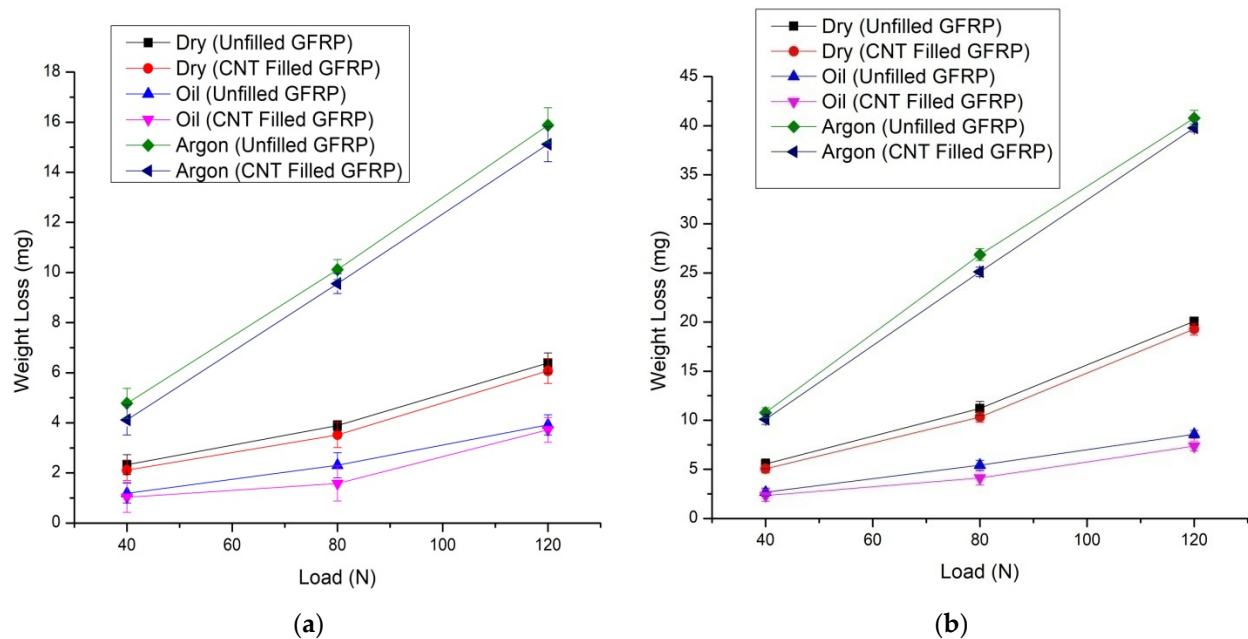 Dry (Unfilled GFRP)
Dry (CNT Filled GFRP)
Oil (Unfilled GFRP)
Oil (CNT Filled GFRP)
Argon (Unfilled GFRP)
Argon (CNT Filled GFRP)
18
16
14
12
10
8
6
4
2
0
Weight Loss (mg)
40
60
80
100
120
Load (N)
(a)
Dry (Unfilled GFRP)
Dry (CNT Filled GFRP)
Oil (Unfilled GFRP)
Oil (CNT Filled GFRP)
Argon (Unfilled GFRP)
Argon (CNT Filled GFRP)
45
40
35
30
25
20
15
10
5
0
Weight Loss (mg)
40
60
80
100
120
Load (N)
(b)